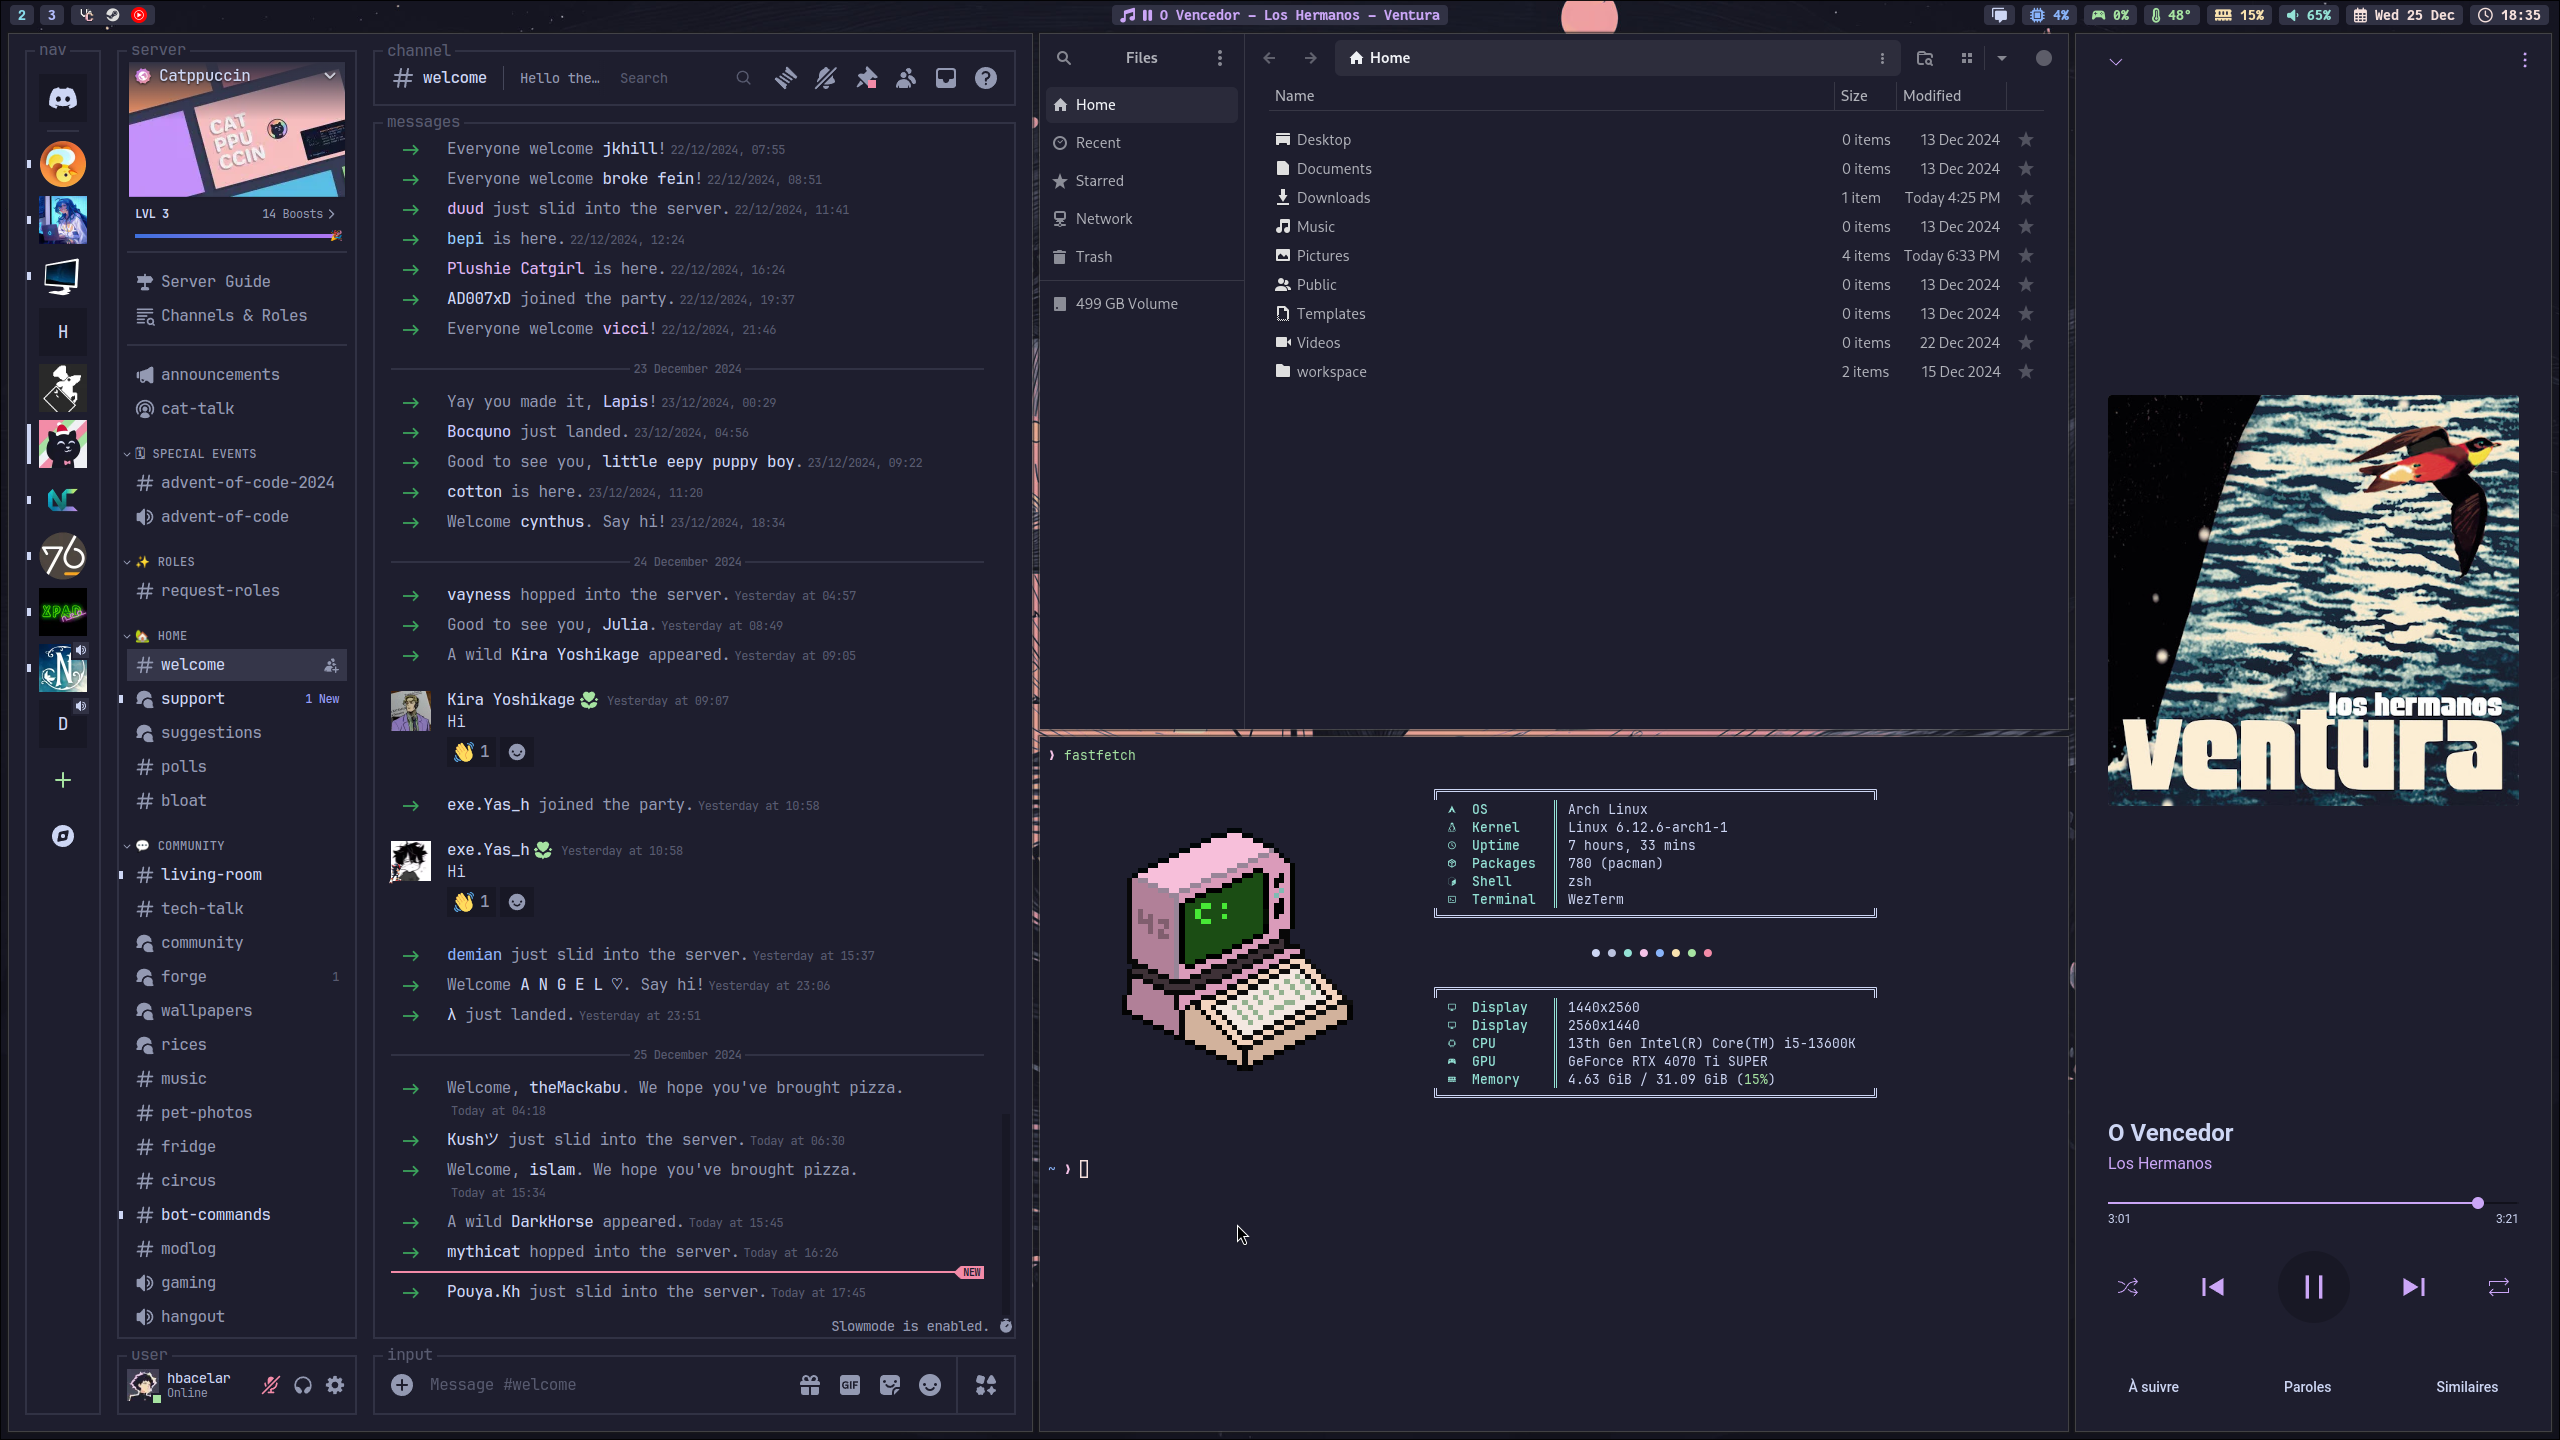 2 3
O Vencedor – Los Hermanos – Ventura
4% 0% 48° 15% 65% Wed 25 Dec 18:35
nav
server
Catppuccin
CAT
PPU
CCIN
LVL 3 14 Boosts
Server Guide
Channels & Roles
announcements
cat-talk
SPECIAL EVENTS
advent-of-code-2024
advent-of-code
ROLES
request-roles
HOME
welcome
support 1 New
suggestions
polls
bloat
COMMUNITY
living-room
tech-talk
community
forge 1
wallpapers
rices
music
pet-photos
fridge
circus
bot-commands
modlog
gaming
hangout
H
76
XPAD
N
D
user
hbacelar
Online
channel
# welcome Hello the… Search
messages
Everyone welcome jkhill! 22/12/2024, 07:55
Everyone welcome broke fein! 22/12/2024, 08:51
duud just slid into the server. 22/12/2024, 11:41
bepi is here. 22/12/2024, 12:24
Plushie Catgirl is here. 22/12/2024, 16:24
AD007xD joined the party. 22/12/2024, 19:37
Everyone welcome vicci! 22/12/2024, 21:46
23 December 2024
Yay you made it, Lapis! 23/12/2024, 00:29
Bocquno just landed. 23/12/2024, 04:56
Good to see you, little eepy puppy boy. 23/12/2024, 09:22
cotton is here. 23/12/2024, 11:20
Welcome cynthus. Say hi! 23/12/2024, 18:34
24 December 2024
vayness hopped into the server. Yesterday at 04:57
Good to see you, Julia. Yesterday at 08:49
A wild Kira Yoshikage appeared. Yesterday at 09:05
Kira Yoshikage Yesterday at 09:07
Hi
1
exe.Yas_h joined the party. Yesterday at 10:58
exe.Yas_h Yesterday at 10:58
Hi
1
demian just slid into the server. Yesterday at 15:37
Welcome A N G E L ♡. Say hi! Yesterday at 23:06
λ just landed. Yesterday at 23:51
25 December 2024
Welcome, theMackabu. We hope you've brought pizza.
Today at 04:18
Kushツ just slid into the server. Today at 06:30
Welcome, islam. We hope you've brought pizza.
Today at 15:34
A wild DarkHorse appeared. Today at 15:45
mythicat hopped into the server. Today at 16:26
NEW
Pouya.Kh just slid into the server. Today at 17:45
Slowmode is enabled.
input
Message #welcome
GIF
Files
Home
Recent
Starred
Network
Trash
499 GB Volume
Home
Name Size Modified
Desktop 0 items 13 Dec 2024
Documents 0 items 13 Dec 2024
Downloads 1 item Today 4:25 PM
Music 0 items 13 Dec 2024
Pictures 4 items Today 6:33 PM
Public 0 items 13 Dec 2024
Templates 0 items 13 Dec 2024
Videos 0 items 22 Dec 2024
workspace 2 items 15 Dec 2024
❯ fastfetch
42
C:
OS Arch Linux
Kernel Linux 6.12.6-arch1-1
Uptime 7 hours, 33 mins
Packages 780 (pacman)
Shell zsh
Terminal WezTerm
Display 1440x2560
Display 2560x1440
CPU 13th Gen Intel(R) Core(TM) i5-13600K
GPU GeForce RTX 4070 Ti SUPER
Memory 4.63 GiB / 31.09 GiB (15%)
~ ❯
los hermanos
ventura
O Vencedor
Los Hermanos
3:01 3:21
À suivre Paroles Similaires